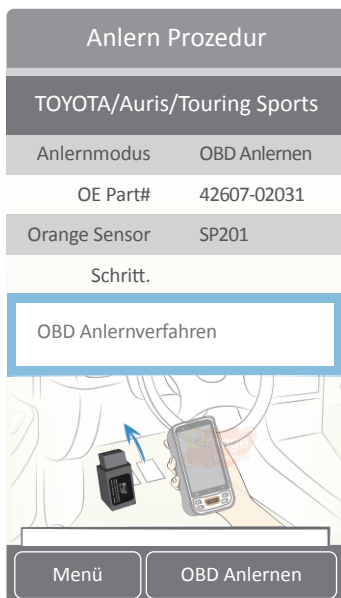 Anlern Prozedur
TOYOTA/Auris/Touring Sports
Anlernmodus OBD Anlernen
OE Part# 42607-02031
Orange Sensor SP201
Schritt.
OBD Anlernverfahren
Menü OBD Anlernen